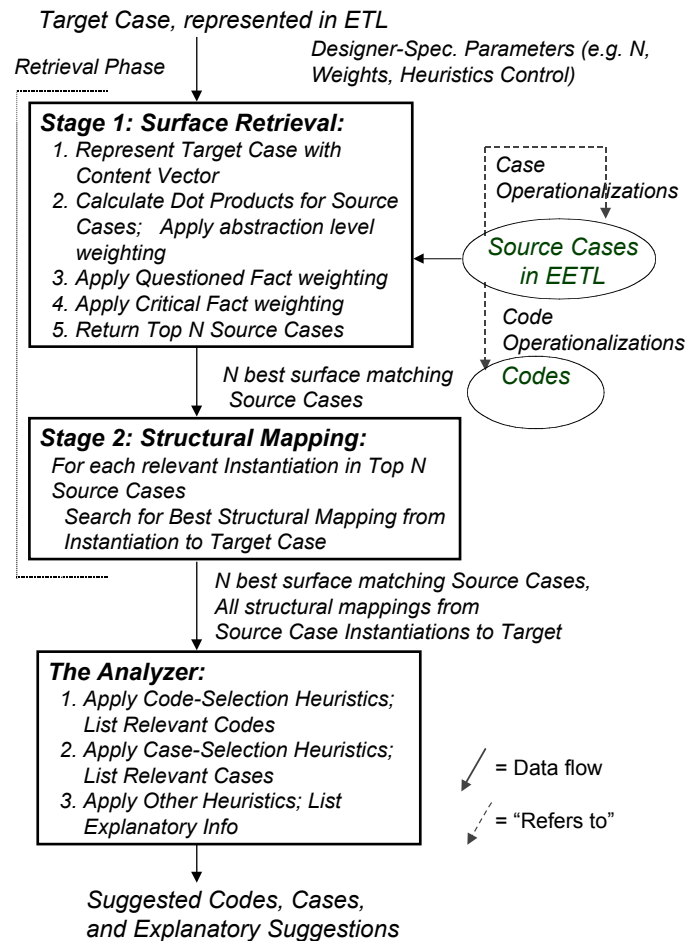 Target Case, represented in ETL
Designer-Spec. Parameters (e.g. N,
Weights, Heuristics Control)
Retrieval Phase
Stage 1: Surface Retrieval:
1. Represent Target Case with
Content Vector
2. Calculate Dot Products for Source
Cases; Apply abstraction level
weighting
3. Apply Questioned Fact weighting
4. Apply Critical Fact weighting
5. Return Top N Source Cases
Case
Operationalizations
Source Cases
in EETL
Code
Operationalizations
Codes
N best surface matching
Source Cases
Stage 2: Structural Mapping:
For each relevant Instantiation in Top N
Source Cases
Search for Best Structural Mapping from
Instantiation to Target Case
N best surface matching Source Cases,
All structural mappings from
Source Case Instantiations to Target
The Analyzer:
1. Apply Code-Selection Heuristics;
List Relevant Codes
2. Apply Case-Selection Heuristics;
List Relevant Cases
3. Apply Other Heuristics; List
Explanatory Info
= Data flow
= “Refers to”
Suggested Codes, Cases,
and Explanatory Suggestions